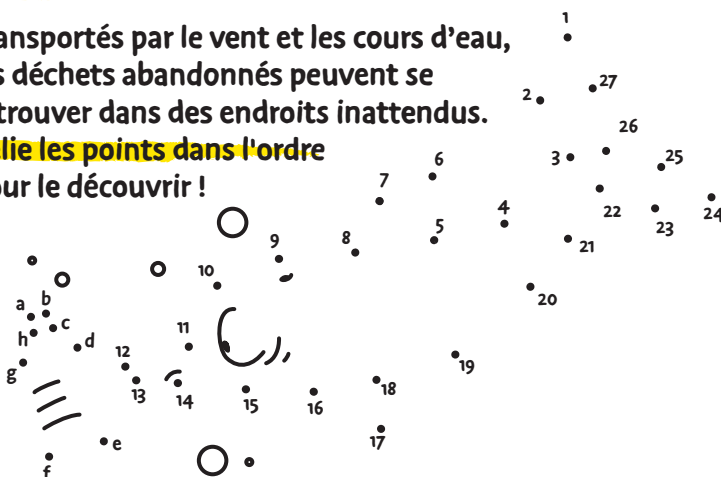 ansportés par le vent et les cours d’eau,
s déchets abandonnés peuvent se
trouver dans des endroits inattendus.
lie les points dans l'ordre
our le découvrir !
1
2
27
26
3
25
6
7
24
22
4
23
5
21
8
9
10
20
a
b
c
h
d
11
12
19
g
13
14
15
16
18
17
e
f